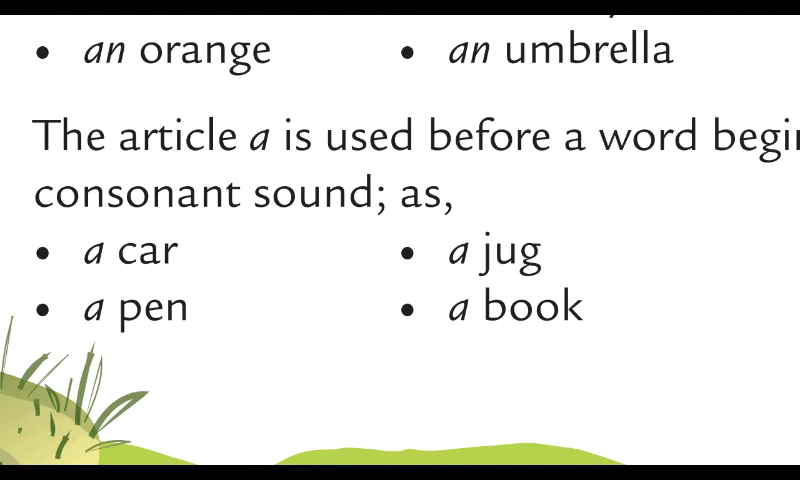 • an orange • an umbrella
The article a is used before a word
consonant sound; as,
• a car • a jug
• a pen • a book